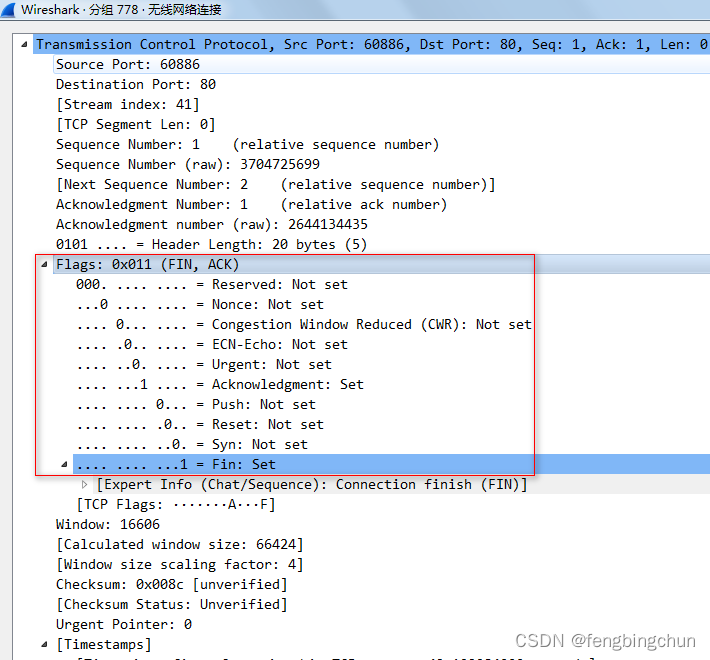 Wireshark · 分组 778 · 无线网络连接
Transmission Control Protocol, Src Port: 60886, Dst Port: 80, Seq: 1, Ack: 1, Len: 0
Source Port: 60886
Destination Port: 80
[Stream index: 41]
[TCP Segment Len: 0]
Sequence Number: 1    (relative sequence number)
Sequence Number (raw): 3704725699
[Next Sequence Number: 2    (relative sequence number)]
Acknowledgment Number: 1    (relative ack number)
Acknowledgment number (raw): 2644134435
0101 .... = Header Length: 20 bytes (5)
Flags: 0x011 (FIN, ACK)
000. .... .... = Reserved: Not set
...0 .... .... = Nonce: Not set
.... 0... .... = Congestion Window Reduced (CWR): Not set
.... .0.. .... = ECN-Echo: Not set
.... ..0. .... = Urgent: Not set
.... ...1 .... = Acknowledgment: Set
.... .... 0... = Push: Not set
.... .... .0.. = Reset: Not set
.... .... ..0. = Syn: Not set
.... .... ...1 = Fin: Set
[Expert Info (Chat/Sequence): Connection finish (FIN)]
[TCP Flags: ·······A···F]
Window: 16606
[Calculated window size: 66424]
[Window size scaling factor: 4]
Checksum: 0x008c [unverified]
[Checksum Status: Unverified]
Urgent Pointer: 0
[Timestamps]
CSDN @fengbingchun